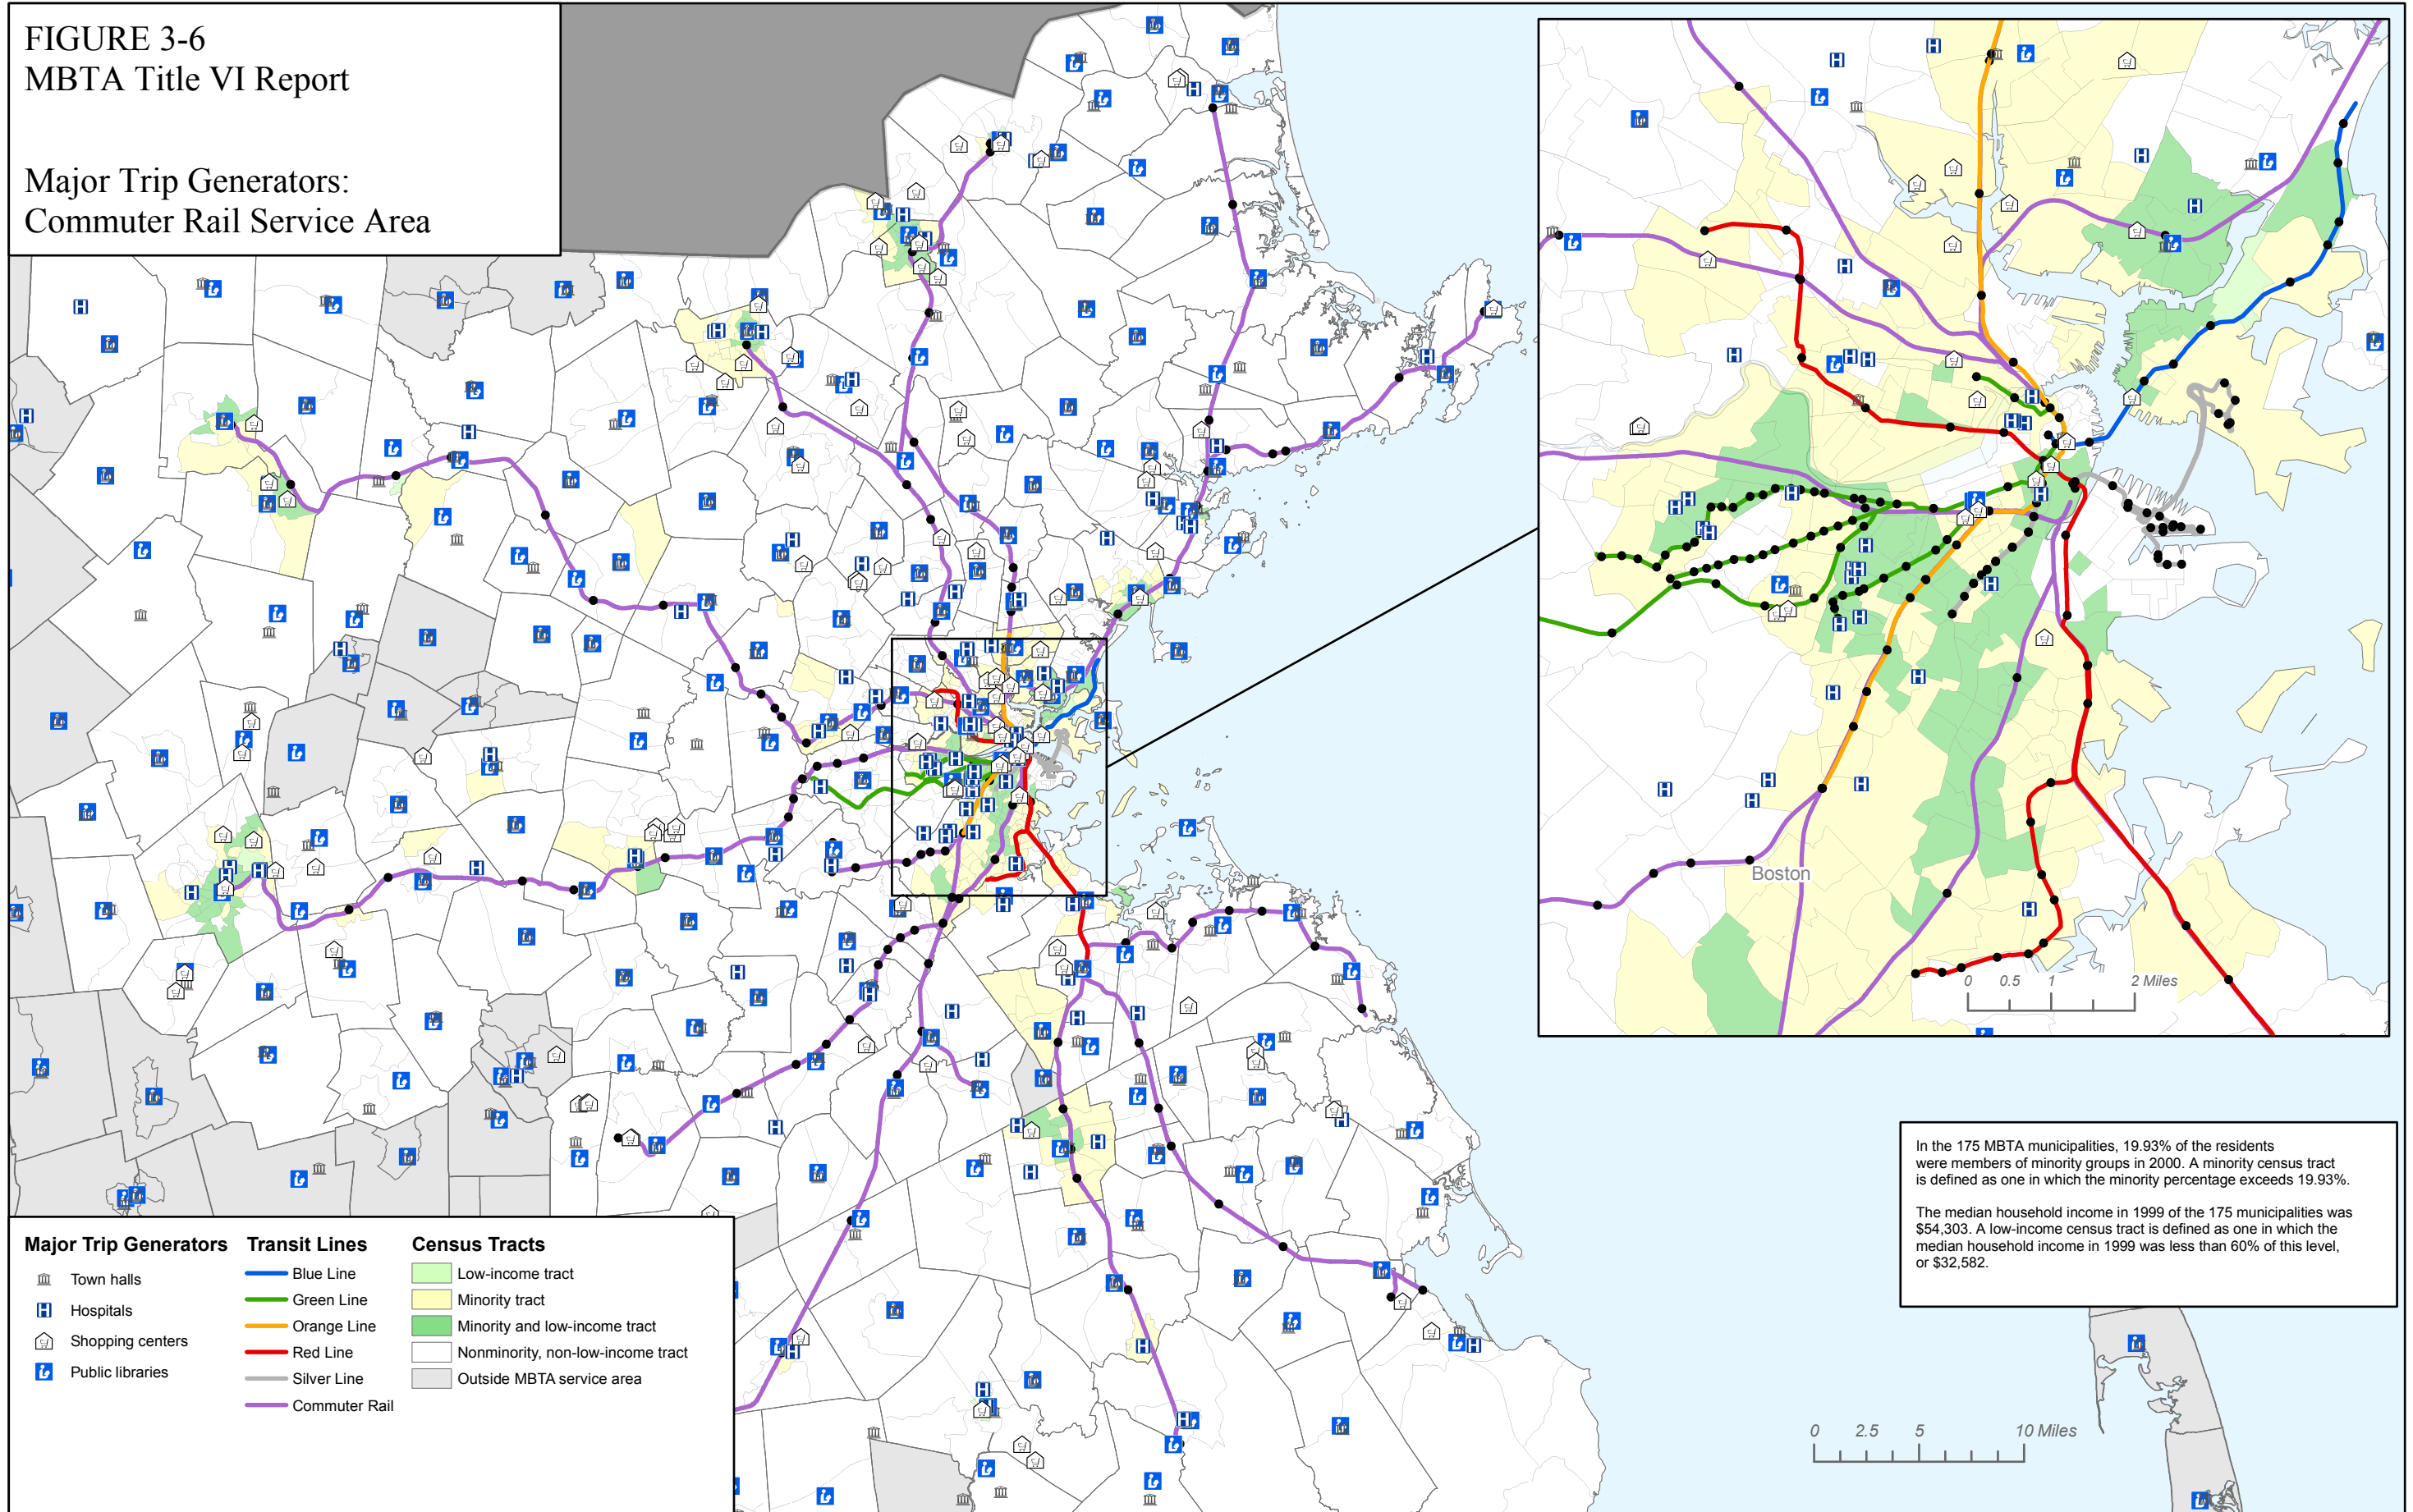 FIGURE 3-6
MBTA Title VI Report
Major Trip Generators:
Commuter Rail Service Area
Boston
0 0.5 1 2 Miles
In the 175 MBTA municipalities, 19.93% of the residents
were members of minority groups in 2000. A minority census tract
is defined as one in which the minority percentage exceeds 19.93%.
The median household income in 1999 of the 175 municipalities was
$54,303. A low-income census tract is defined as one in which the
median household income in 1999 was less than 60% of this level,
or $32,582.
Major Trip Generators
Town halls
Hospitals
Shopping centers
Public libraries
Transit Lines
Blue Line
Green Line
Orange Line
Red Line
Silver Line
Commuter Rail
Census Tracts
Low-income tract
Minority tract
Minority and low-income tract
Nonminority, non-low-income tract
Outside MBTA service area
0 2.5 5 10 Miles